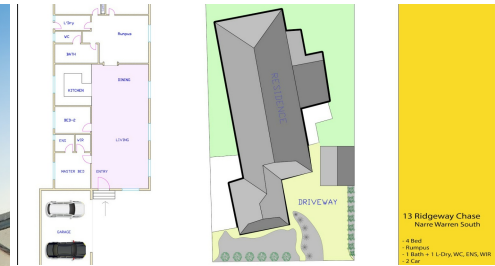 L'Dry
WC
Rumpus
BATH
DINING
KITCHEN
BED-2
LIVING
ENS
WIR
MASTER BED
ENTRY
GARAGE
RESIDENCE
DRIVEWAY
13 Ridgeway Chase
Narre Warren South
- 4 Bed
- Rumpus
- 1 Bath + 1 L-Dry, WC, ENS, WIR
- 2 Car